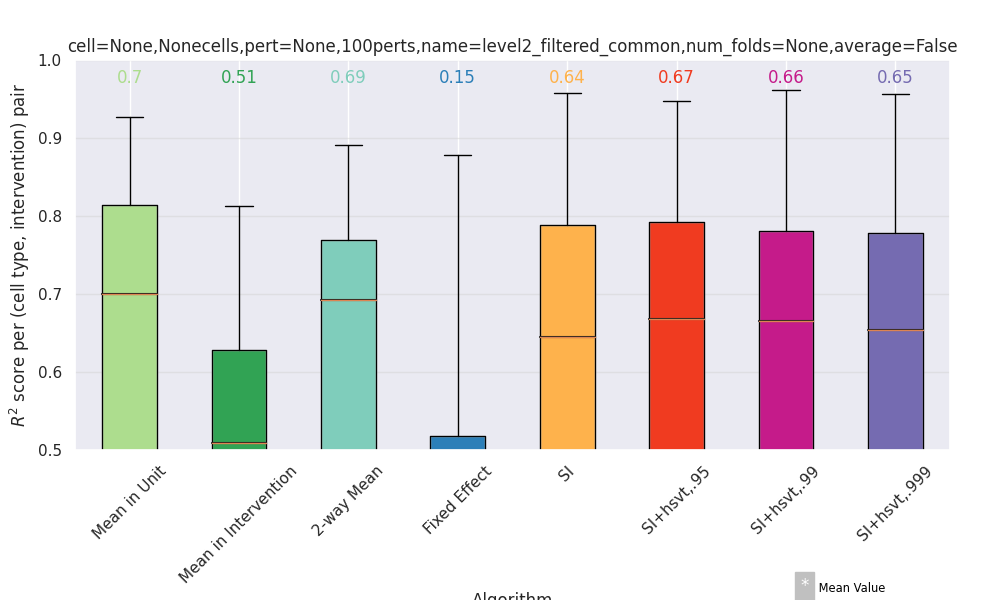 cell=None,Nonecells,pert=None,100perts,name=level2_filtered_common,num_folds=None,average=False
1.0
0.9
0.8
0.7
0.6
0.5
R² score per (cell type, intervention) pair
0.7
0.51
0.69
0.15
0.64
0.67
0.66
0.65
Mean in Unit
Mean in Intervention
2-way Mean
Fixed Effect
SI
SI+hsvt,.95
SI+hsvt,.99
SI+hsvt,.999
Algorithm
* Mean Value